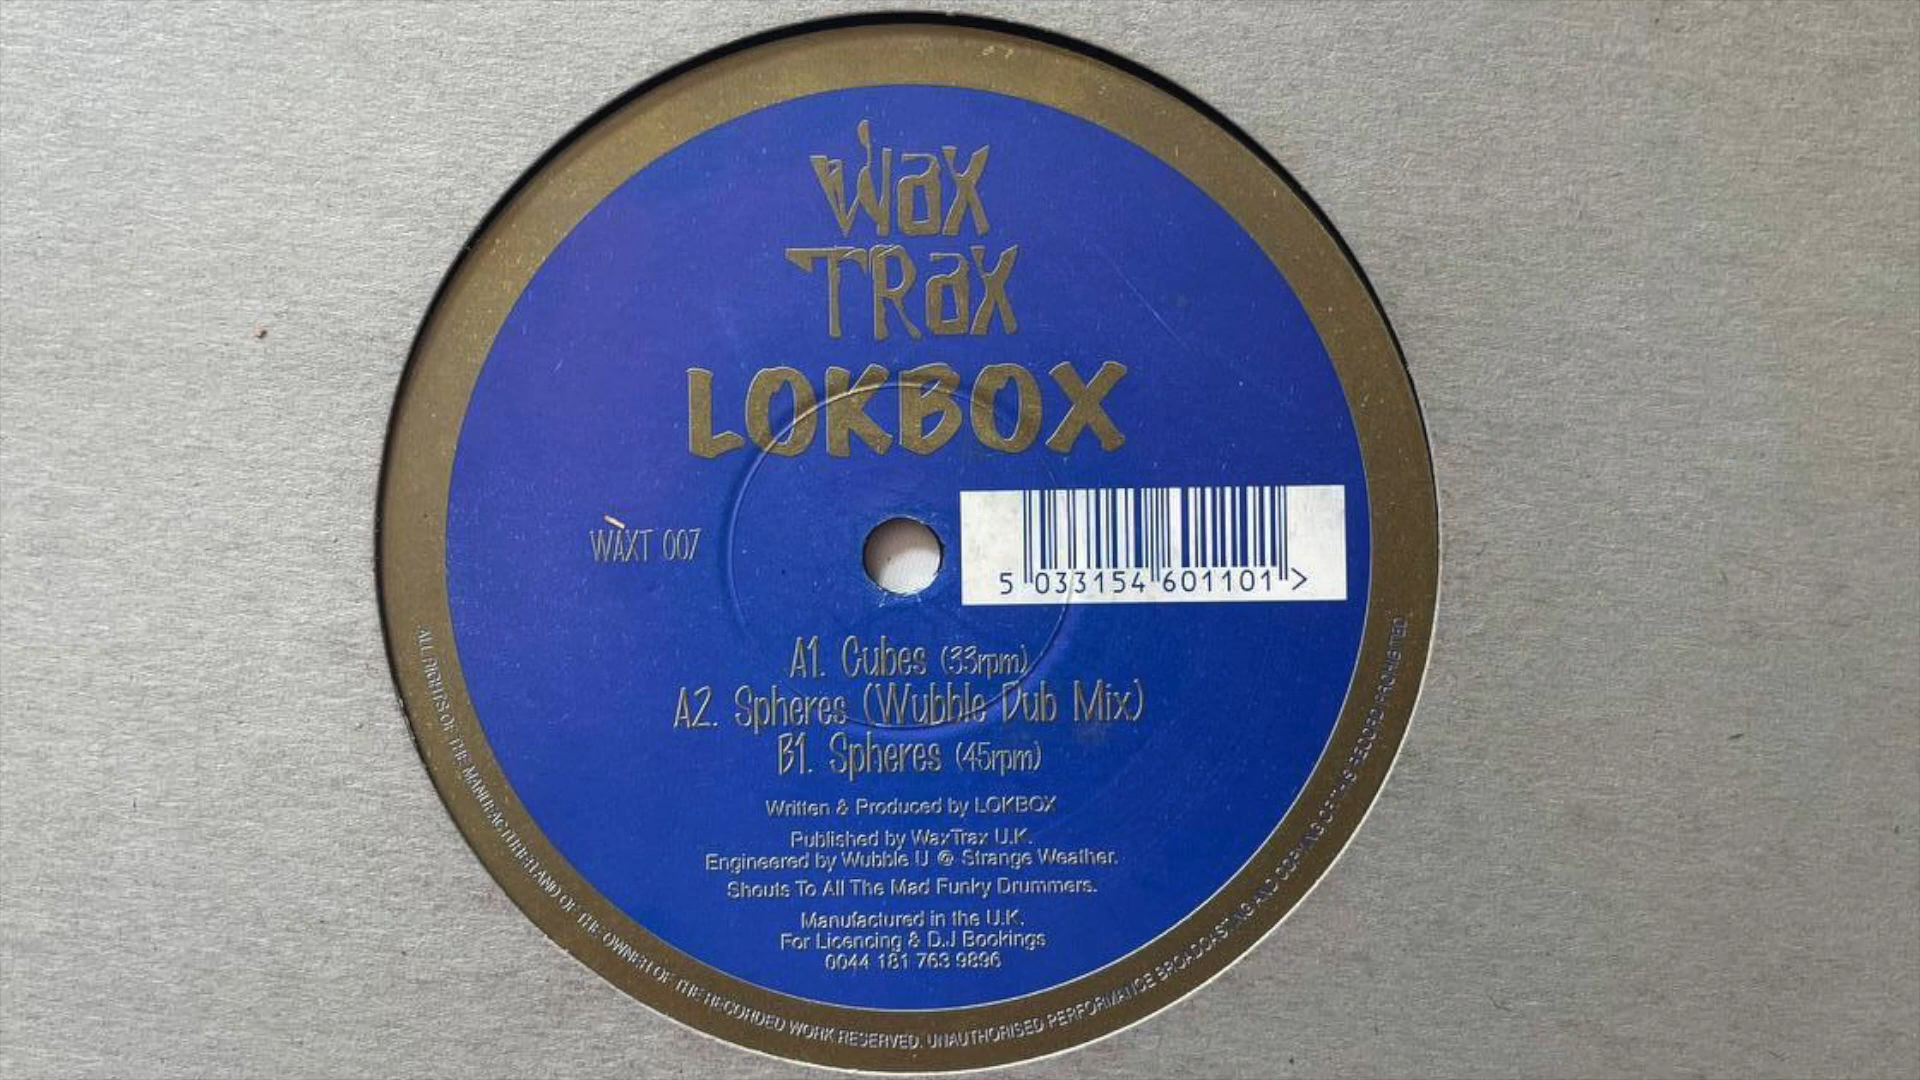 Wax
TRax
LOKBOX
WAXT 007
5 033154 601101 >
A1. Cubes (33rpm)
A2. Spheres (Wubble Dub Mix)
B1. Spheres (45rpm)
Written & Produced by LOKBOX
Published by WaxTrax U.K.
Engineered by Wubble U @ Strange Weather.
Shouts To All The Mad Funky Drummers.
Manufactured in the U.K.
For Licencing & D.J Bookings
0044 181 763 9896
ALL RIGHTS OF THE MANUFACTURER AND OF THE OWNER OF THE RECORDED WORK RESERVED. UNAUTHORISED PERFORMANCE BROADCASTING AND COPYING OF THIS RECORD PROHIBITED